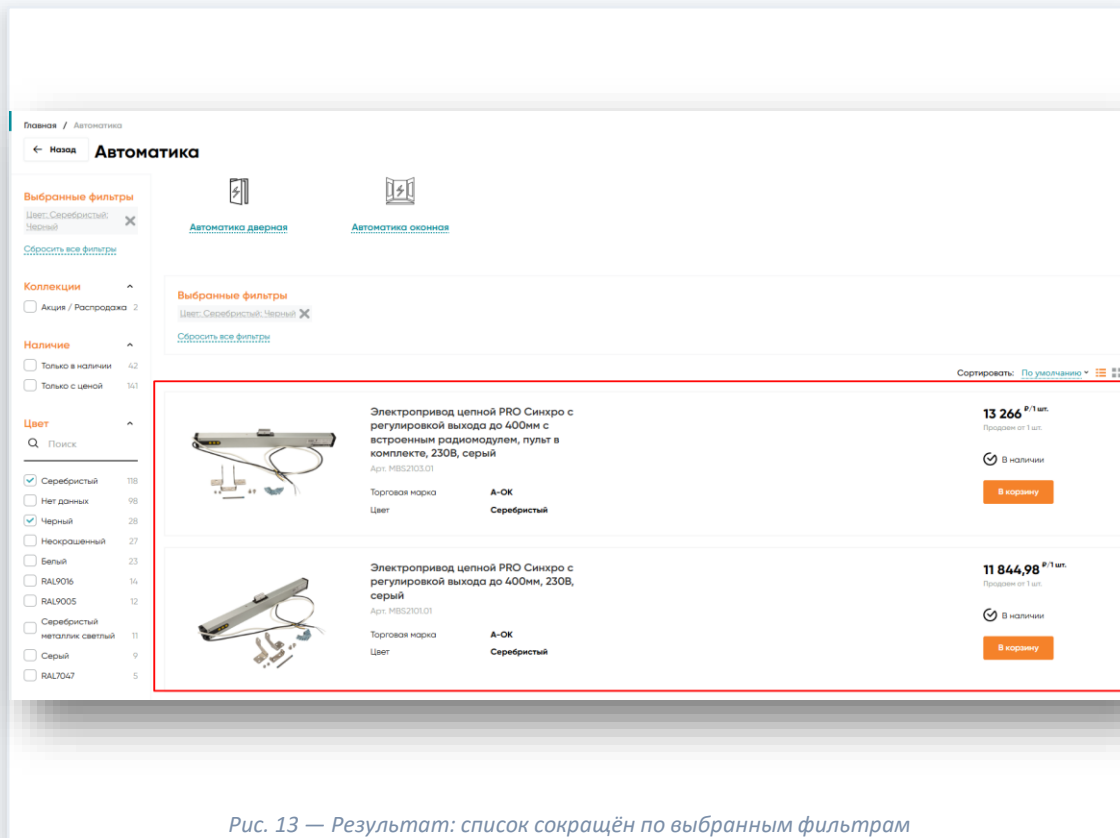 Главная / Автоматика
← Назад Автоматика
Выбранные фильтры
Цвет: Серебристый;
Черный
Сбросить все фильтры
Коллекции
Акция / Распродажа 2
Наличие
Только в наличии 42
Только с ценой 141
Цвет
Поиск
Серебристый 118
Нет данных 98
Черный 28
Неокрашенный 27
Белый 23
RAL9016 14
RAL9005 12
Серебристый
металлик светлый 11
Серый 9
RAL7047 5
Автоматика дверная Автоматика оконная
Выбранные фильтры
Цвет: Серебристый; Черный
Сбросить все фильтры
Сортировать: По умолчанию
Электропривод цепной PRO Синхро с
регулировкой выхода до 400мм с
встроенным радиомодулем, пульт в
комплекте, 230В, серый
Арт. MBS2103.01
Торговая марка А-ОК
Цвет Серебристый
13 266 ₽/1 шт.
Продаем от 1 шт.
В наличии
В корзину
Электропривод цепной PRO Синхро с
регулировкой выхода до 400мм, 230В,
серый
Арт. MBS2101.01
Торговая марка А-ОК
Цвет Серебристый
11 844,98 ₽/1 шт.
Продаем от 1 шт.
В наличии
В корзину
Рис. 13 — Результат: список сокращён по выбранным фильтрам